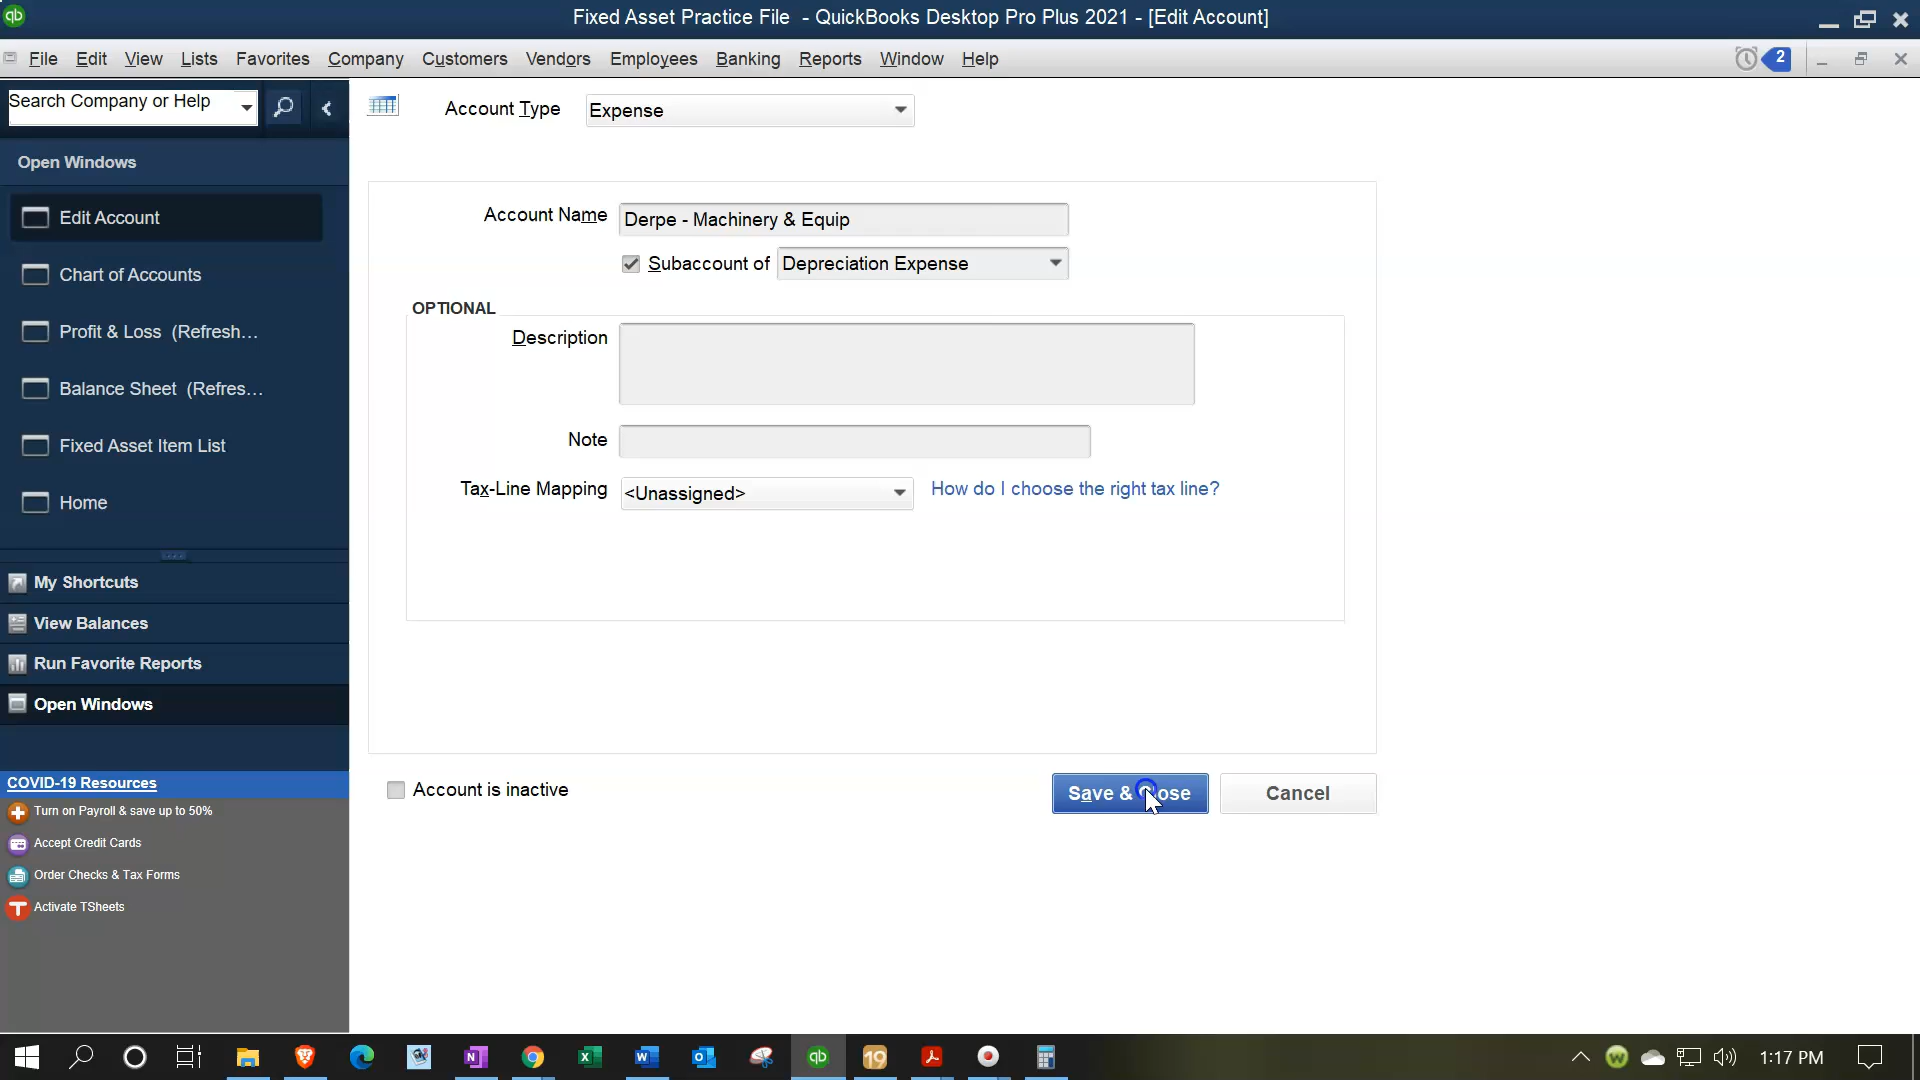 Fixed Asset Practice File - QuickBooks Desktop Pro Plus 2021 - [Edit Account]
File Edit View Lists Favorites Company Customers Vendors Employees Banking Reports Window Help
2
Search Company or Help
Open Windows
Edit Account
Chart of Accounts
Profit & Loss (Refresh...
Balance Sheet (Refres...
Fixed Asset Item List
Home
My Shortcuts
View Balances
Run Favorite Reports
Open Windows
COVID-19 Resources
Turn on Payroll & save up to 50%
Accept Credit Cards
Order Checks & Tax Forms
Activate TSheets
Account Type Expense
Account Name Derpe - Machinery & Equip
Subaccount of Depreciation Expense
OPTIONAL
Description
Note
Tax-Line Mapping <Unassigned> How do I choose the right tax line?
Account is inactive
Save & Close
Cancel
1:17 PM